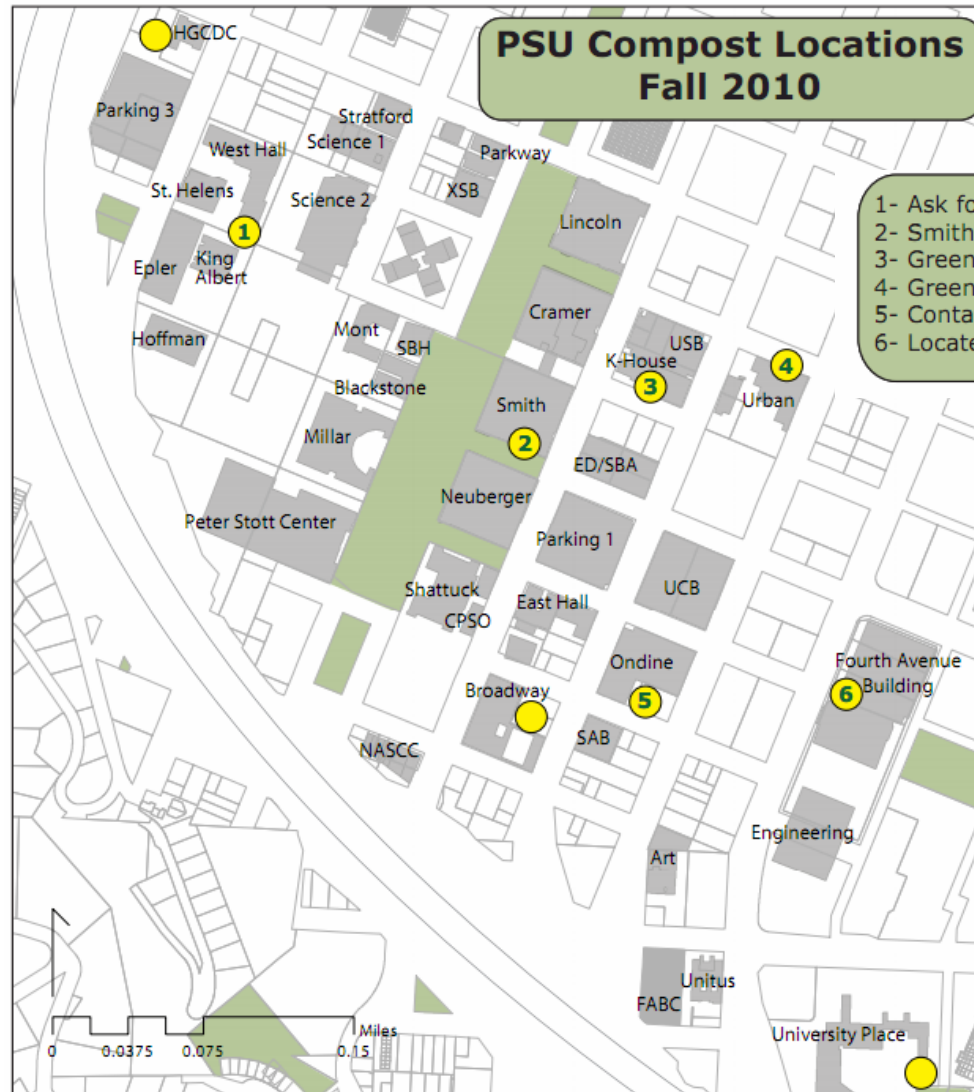 PSU Compost Locations
Fall 2010
HGCDC
Parking 3
Stratford
Science 1
West Hall
Parkway
St. Helens
Science 2
XSB
Lincoln
1- Ask fo
2- Smith
3- Green
4- Green
5- Conta
6- Locate
1
King
Albert
Epler
Cramer
Hoffman
Mont
SBH
USB
K-House
4
3
Blackstone
Urban
Smith
Millar
2
ED/SBA
Neuberger
Peter Stott Center
Parking 1
Shattuck
UCB
East Hall
CPSO
Ondine
Fourth Avenue
Building
Broadway
5
6
SAB
NASCC
Engineering
Art
Unitus
FABC
University Place
Miles
0
0.0375
0.075
0.15